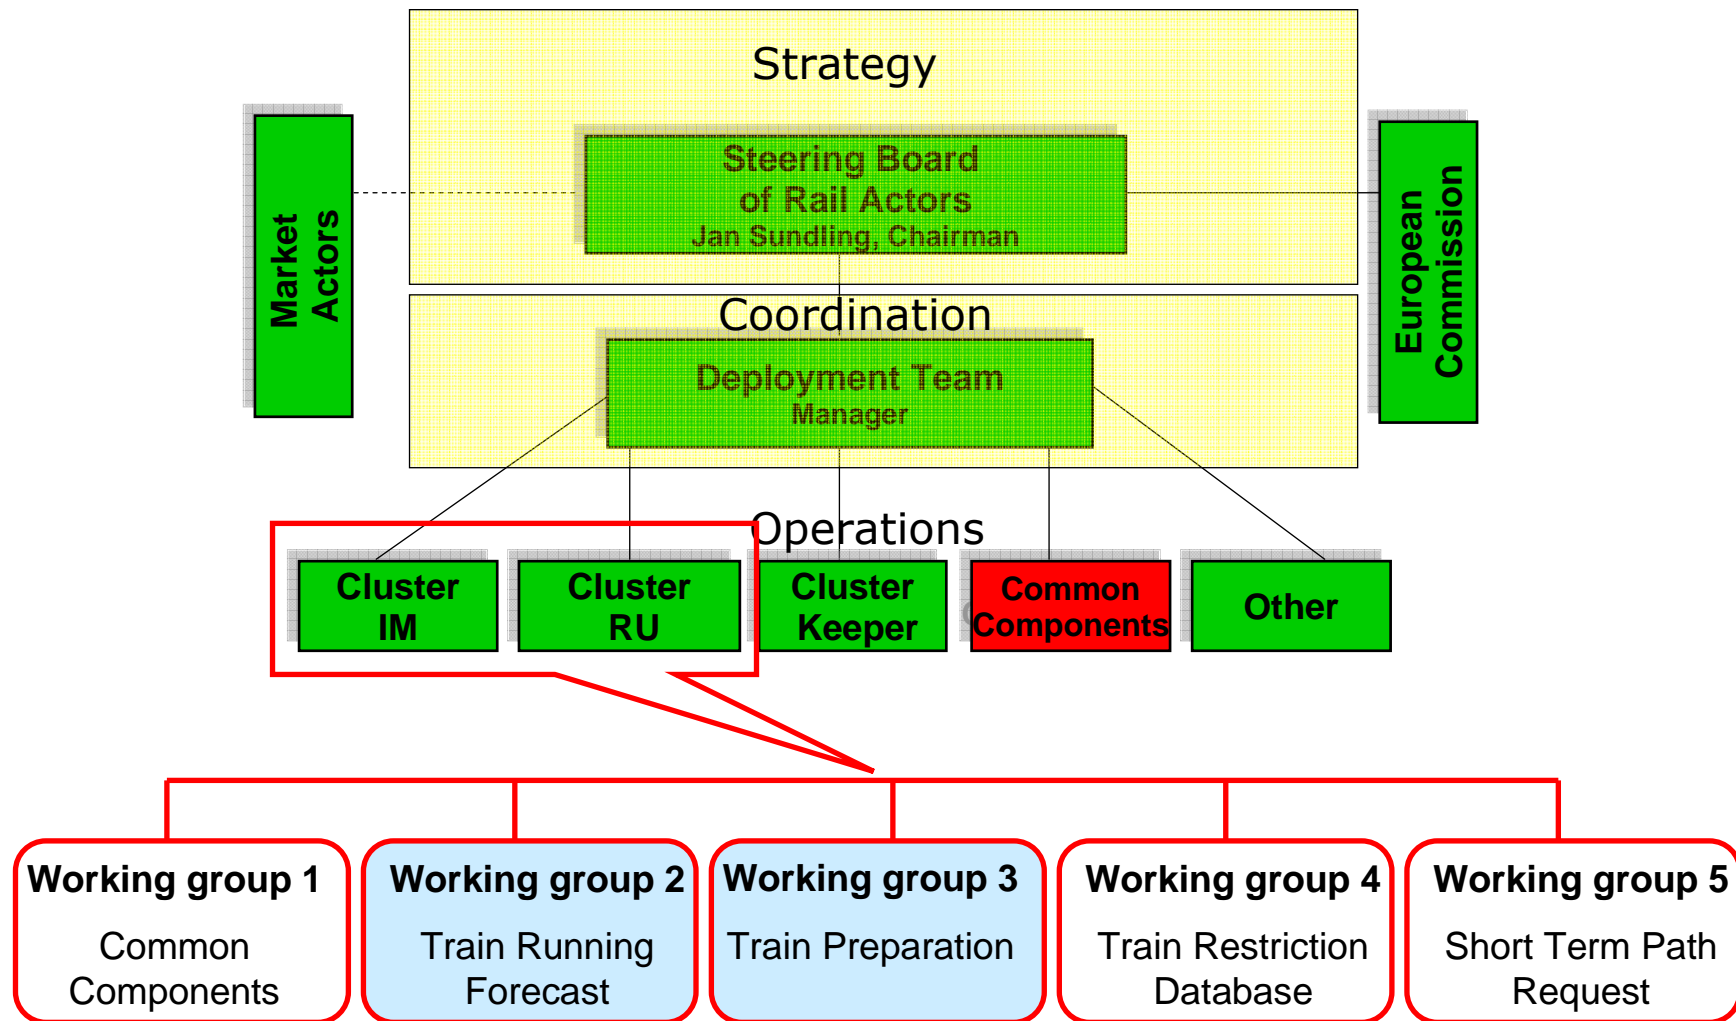 Strategy
Steering Board
of Rail Actors
Jan Sundling, Chairman
Market
Actors
European
Commission
Coordination
Deployment Team
Manager
Operations
Cluster
IM
Cluster
RU
Cluster
Keeper
Common
Components
Other
Working group 1
Common
Components
Working group 2
Train Running
Forecast
Working group 3
Train Preparation
Working group 4
Train Restriction
Database
Working group 5
Short Term Path
Request